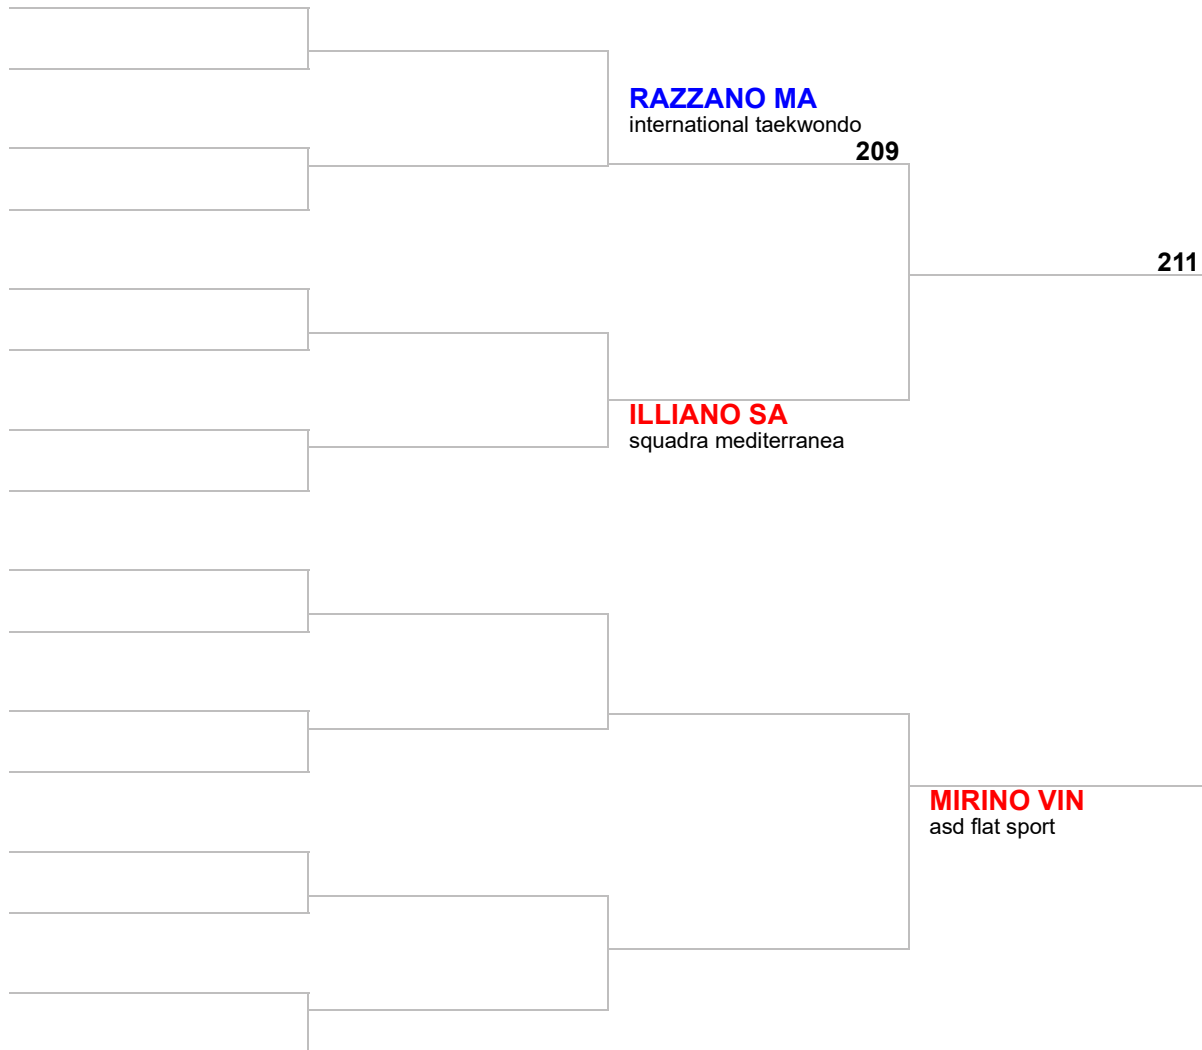 RAZZANO MA
international taekwondo
209
211
ILLIANO SA
squadra mediterranea
MIRINO VIN
asd flat sport